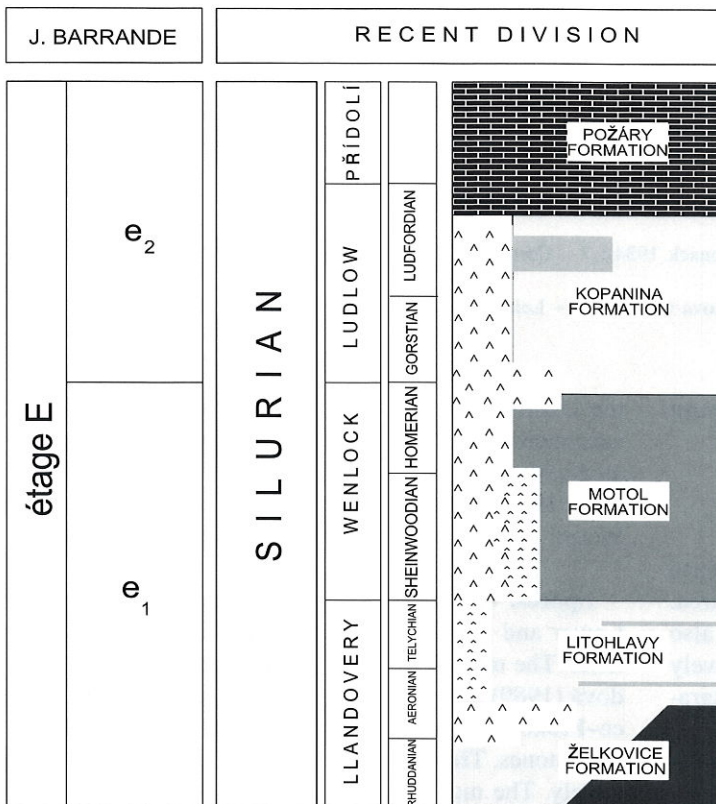 J. BARRANDE
RECENT DIVISION
étage E
e2
e1
SILURIAN
PŘÍDOLÍ
LUDLOW
WENLOCK
LLANDOVERY
LUDFORDIAN
GORSTIAN
HOMERIAN
SHEINWOODIAN
TELYCHIAN
AERONIAN
RHUDDANIAN
POŽÁRY
FORMATION
KOPANINA
FORMATION
MOTOL
FORMATION
LITOHLAVY
FORMATION
ŽELKOVICE
FORMATION